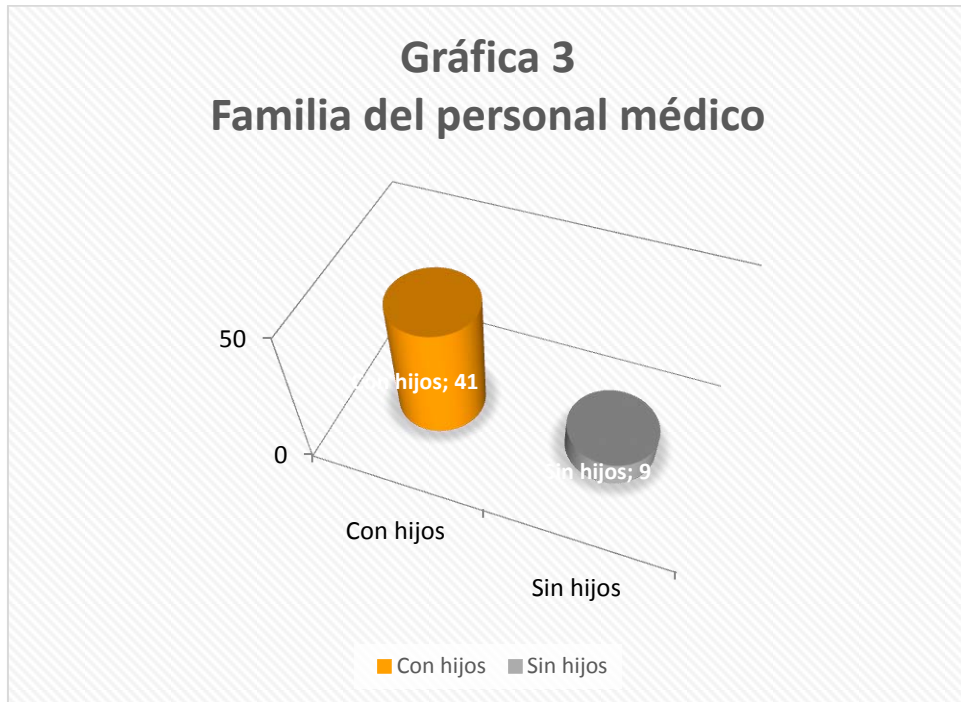 Gráfica 3
Familia del personal médico
50
0
Con hijos; 41
Sin hijos; 9
Con hijos
Sin hijos
Con hijos Sin hijos